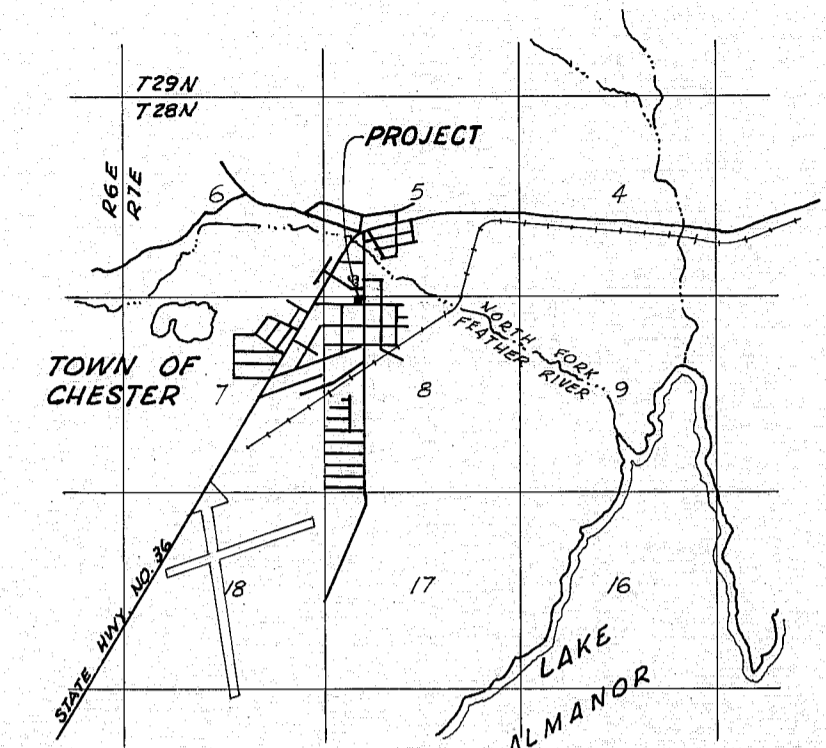 T29N
T28N
R6E
R7E
PROJECT
6
5
4
TOWN OF
CHESTER
7
8
NORTH FORK
FEATHER RIVER
9
STATE HWY. NO. 36
18
17
16
LAKE
ALMANOR